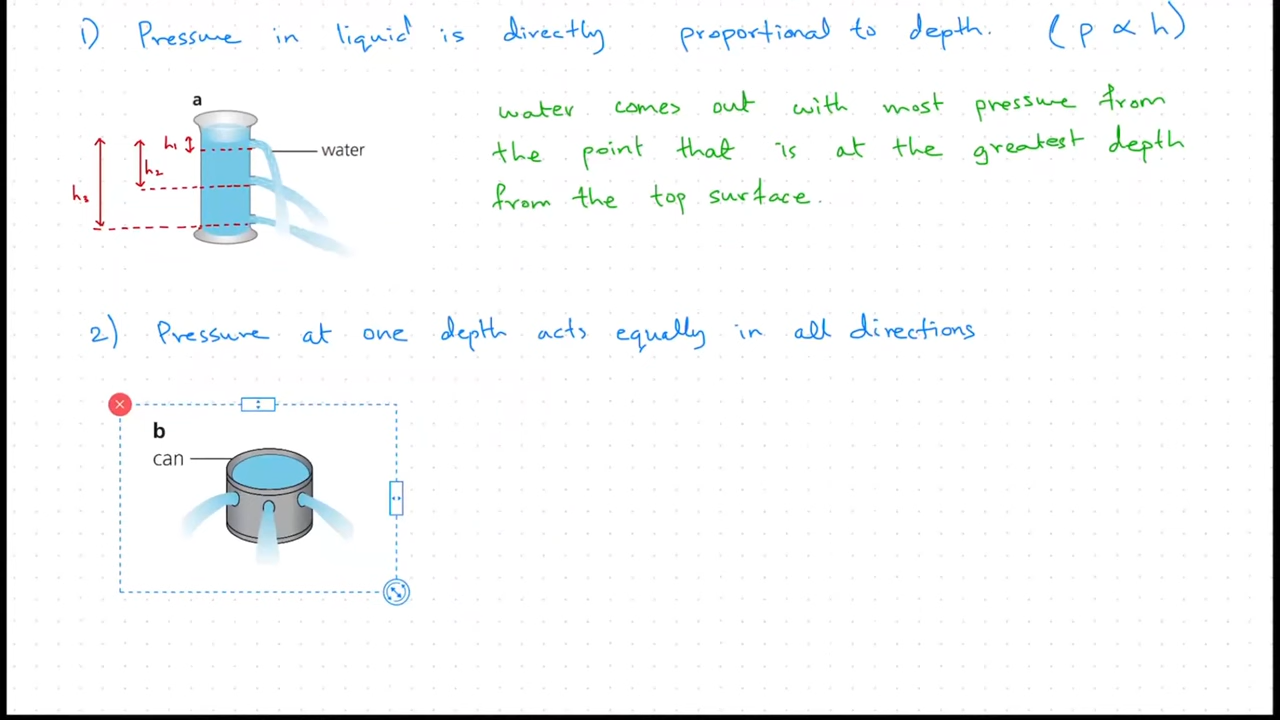 1) Pressure in liquid is directly proportional to depth. (p ∝ h)
a
water comes out with most pressure from
the point that is at the greatest depth
from the top surface.
h₁
h₂
h₃
water
2) Pressure at one depth acts equally in all directions
b
can